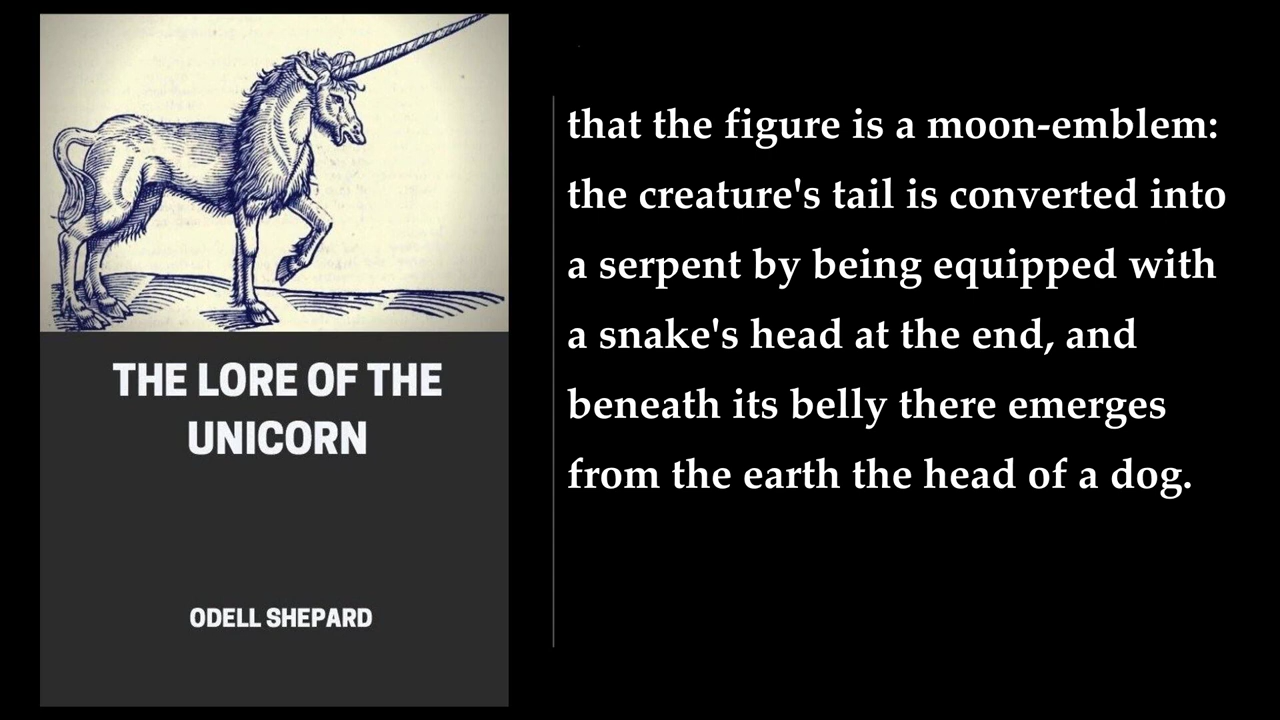 THE LORE OF THE
UNICORN
ODELL SHEPARD
that the figure is a moon-emblem:
the creature's tail is converted into
a serpent by being equipped with
a snake's head at the end, and
beneath its belly there emerges
from the earth the head of a dog.